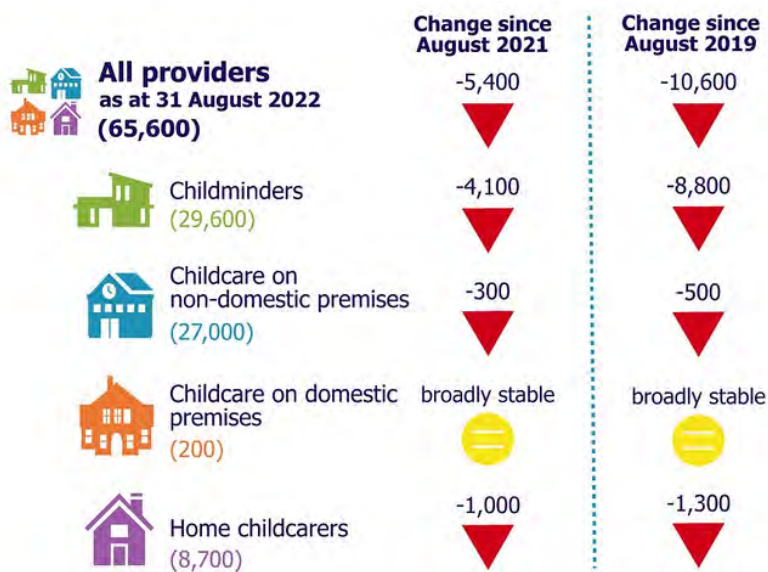 Change since
August 2021
Change since
August 2019
All providers
as at 31 August 2022
(65,600)
-5,400
-10,600
Childminders
(29,600)
-4,100
-8,800
Childcare on
non-domestic premises
(27,000)
-300
-500
Childcare on domestic
premises
(200)
broadly stable
broadly stable
Home childcarers
(8,700)
-1,000
-1,300